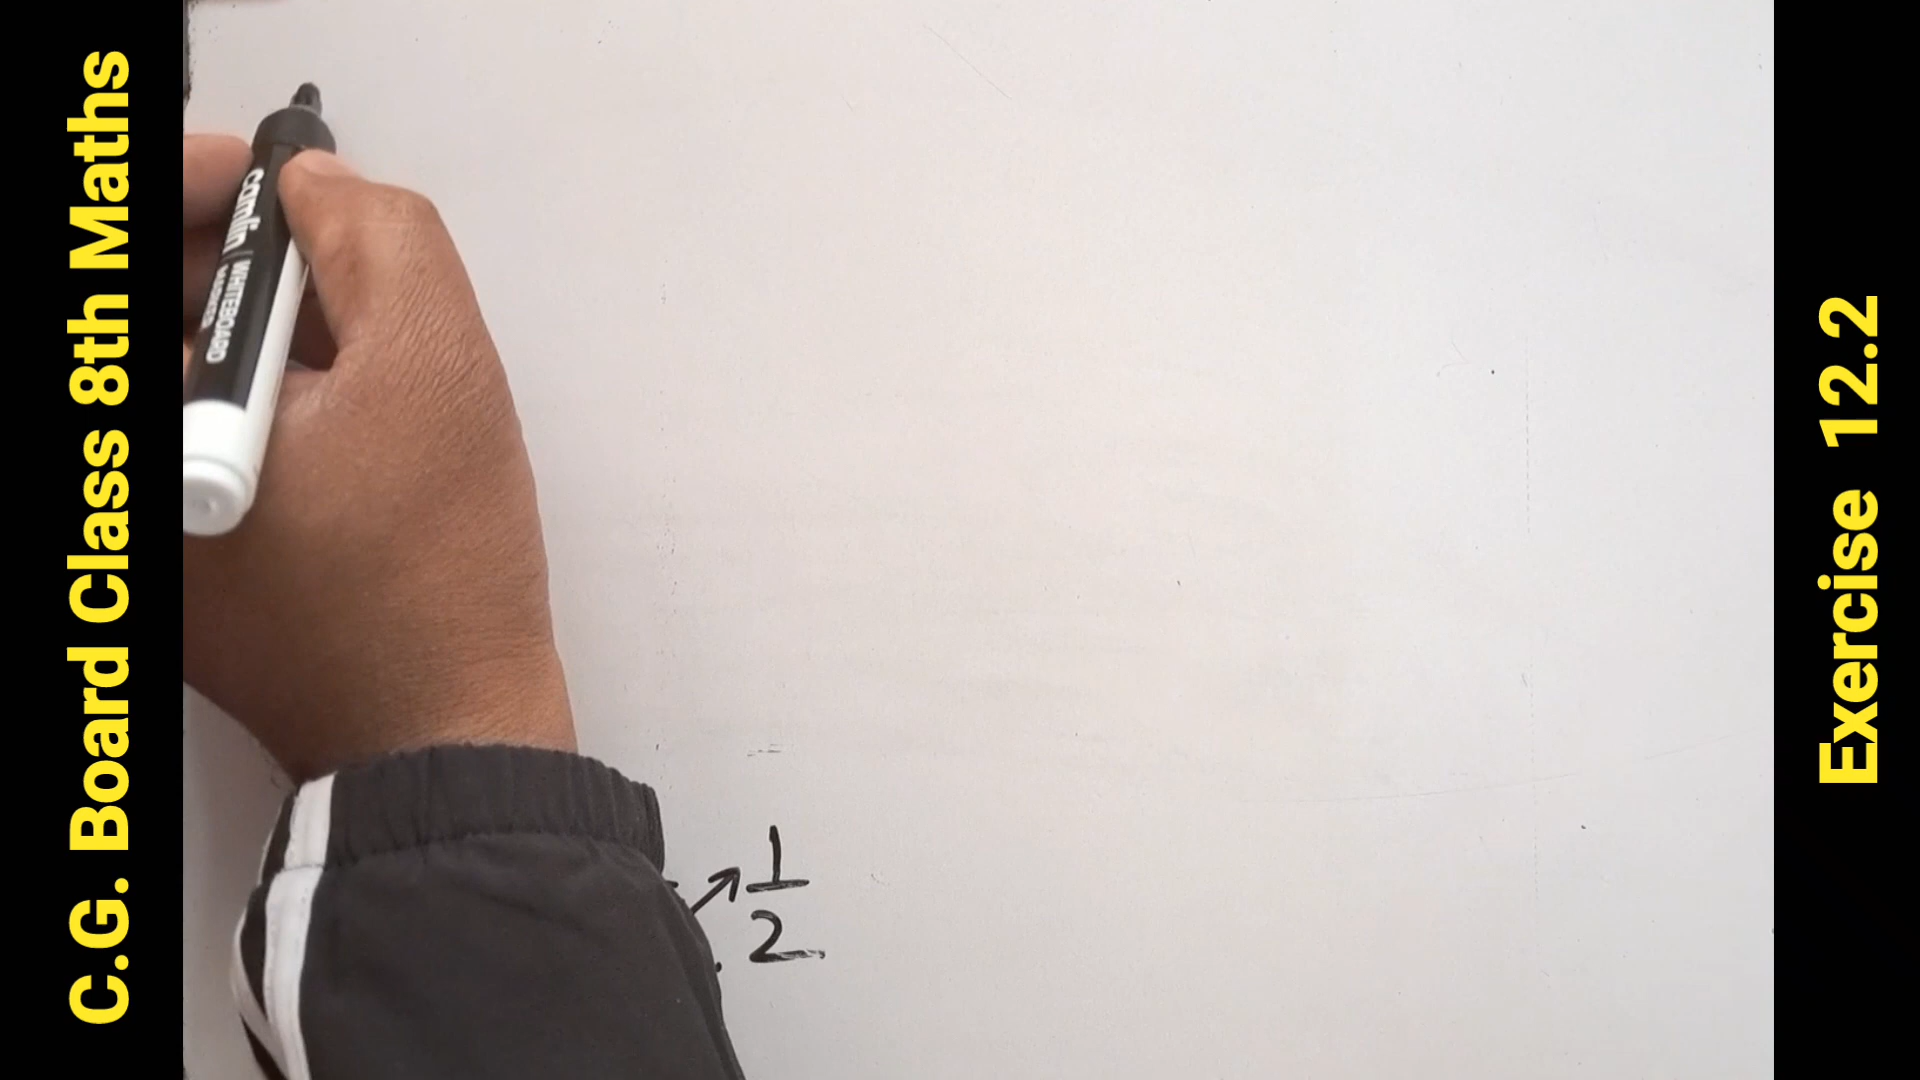 C.G. Board Class 8th Maths
camlin WHITEBOARD
MARKER
1
2
Exercise 12.2